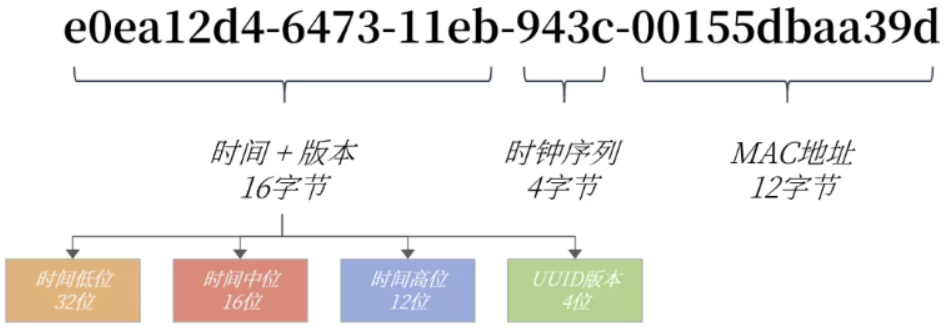 e0ea12d4-6473-11eb-943c-00155dbaa39d
时间 + 版本
16字节
时钟序列
4字节
MAC地址
12字节
时间低位
32位
时间中位
16位
时间高位
12位
UUID版本
4位